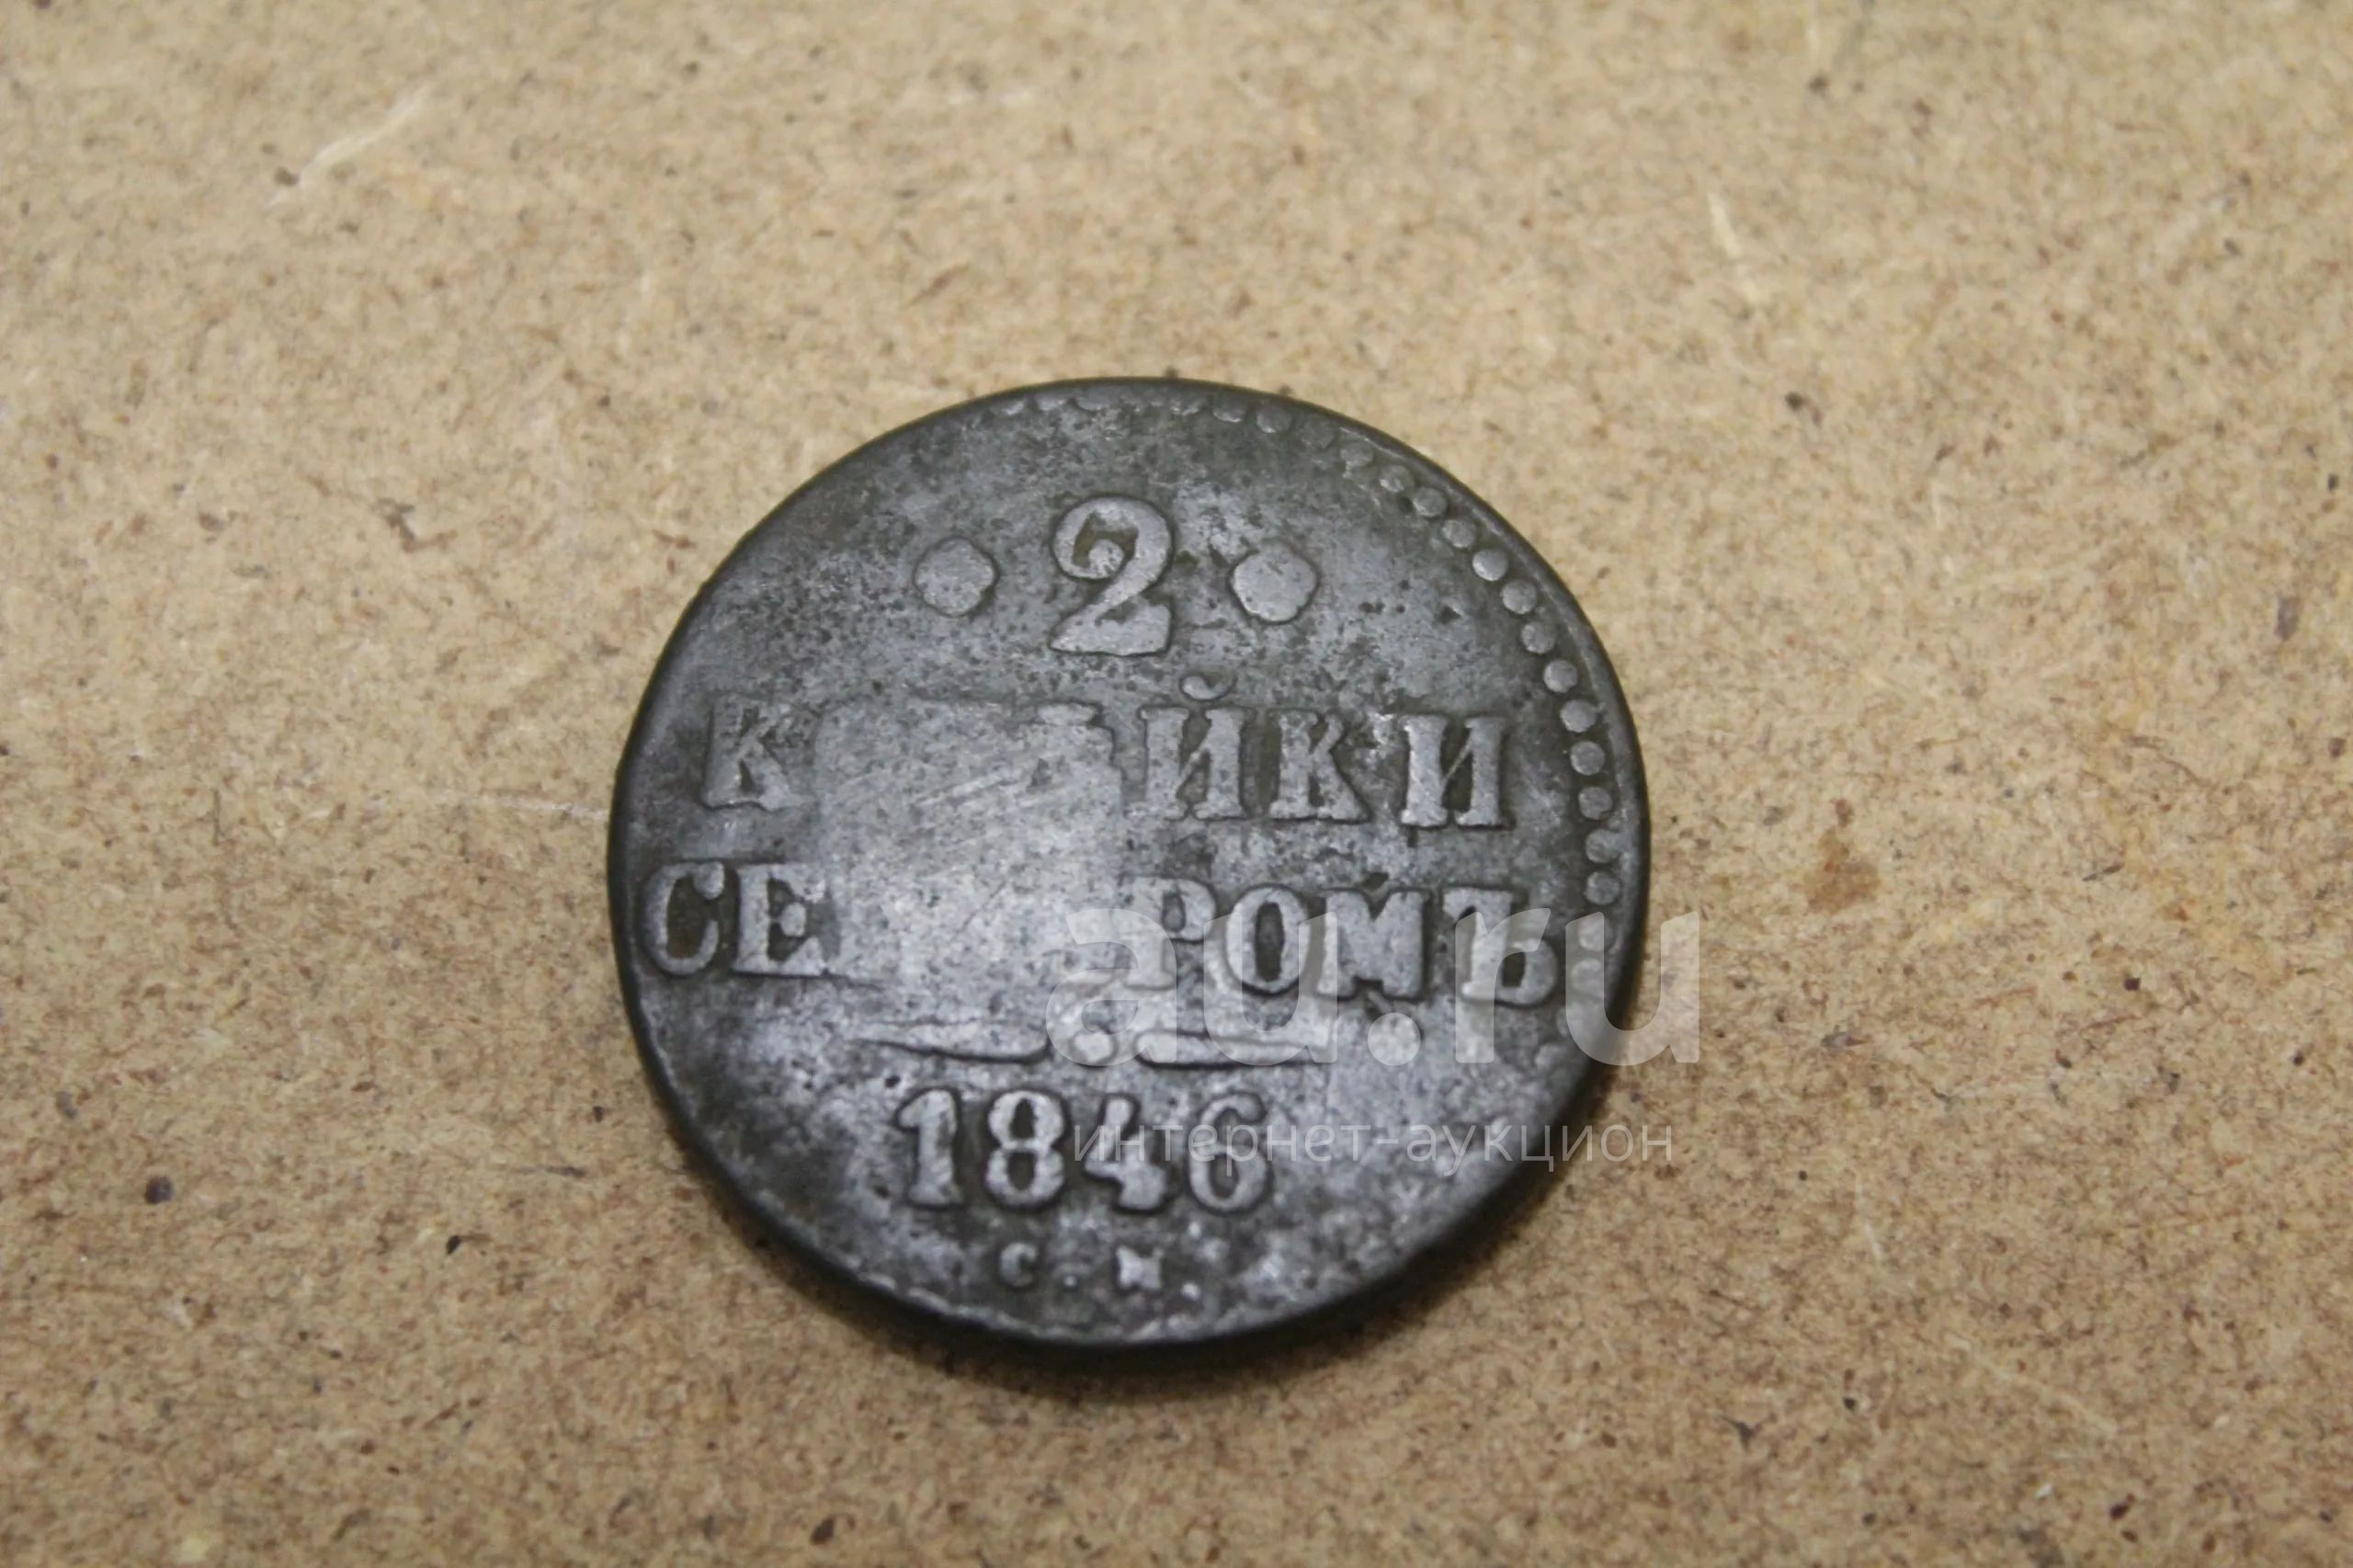 2
К ЙКИ
СЕ РОМЪ
1846
С.М.
au.ru
интернет-аукцион